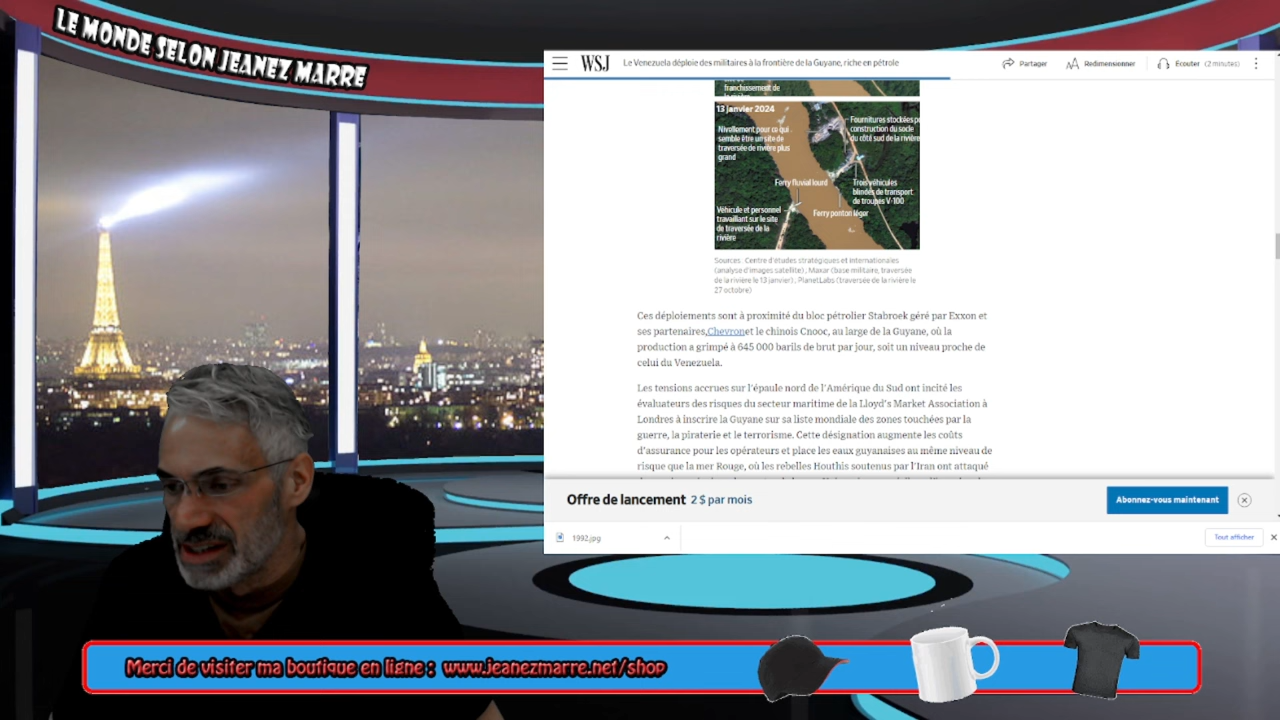 LE MONDE SELON JEANEZ MARRE
WSJ
Le Venezuela déploie des militaires à la frontière de la Guyane, riche en pétrole
Partager
AA Redimensionner
Ecouter (2 minutes)
franchissement de
13 janvier 2024
Nivellement pour ce qui
semble être un site de
traversée de rivière plus
grand
Fournitures stockées
construction du socle
du côté sud de la rivière
Ferry fluvial lourd
Trois véhicules
blindés de transport
de troupes V-100
Véhicule et personnel
travaillant sur le site
de traversée de la
rivière
Ferry ponton léger
Sources : Centre d'études stratégiques et internationales
(analyse d'images satellite) ; Maxar (base militaire, traversée
de la rivière le 13 janvier) ; PlanetLabs (traversée de la rivière le
27 octobre)
Ces déploiements sont à proximité du bloc pétrolier Stabroek géré par Exxon et
ses partenaires,Chevronet le chinois Cnooc, au large de la Guyane, où la
production a grimpé à 645 000 barils de brut par jour, soit un niveau proche de
celui du Venezuela.
Les tensions accrues sur l'épaule nord de l'Amérique du Sud ont incité les
évaluateurs des risques du secteur maritime de la Lloyd's Market Association à
Londres à inscrire la Guyane sur sa liste mondiale des zones touchées par la
guerre, la piraterie et le terrorisme. Cette désignation augmente les coûts
d'assurance pour les opérateurs et place les eaux guyanaises au même niveau de
risque que la mer Rouge, où les rebelles Houthis soutenus par l'Iran ont attaqué
Offre de lancement 2 $ par mois
Abonnez-vous maintenant
1992.jpg
Tout afficher
Merci de visiter ma boutique en ligne : www.jeanezmarre.net/shop